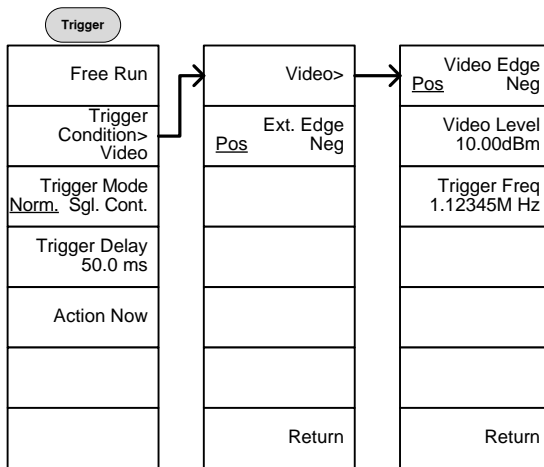 Trigger
Free Run
Trigger
Condition>
Video
Trigger Mode
Norm. Sgl. Cont.
Trigger Delay
50.0 ms
Action Now
Video>
Ext. Edge
Pos Neg
Return
Video Edge
Pos Neg
Video Level
10.00dBm
Trigger Freq
1.12345M Hz
Return